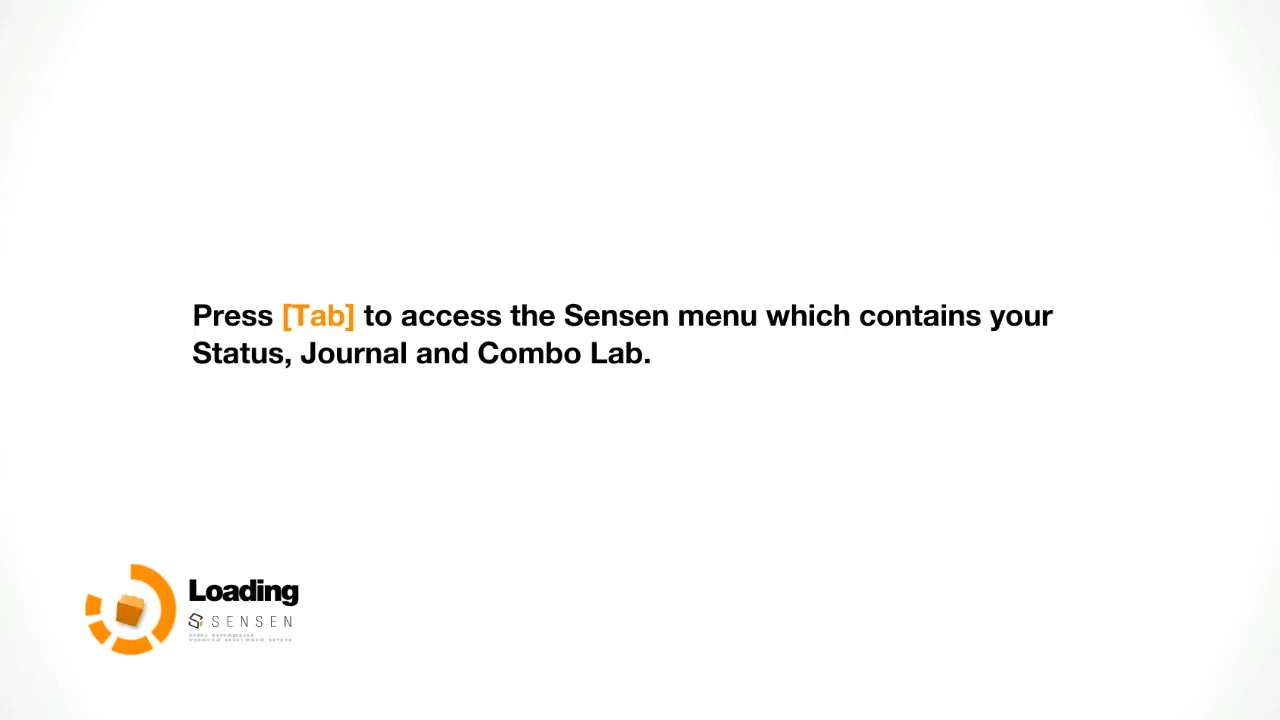 Press [Tab] to access the Sensen menu which contains your
Status, Journal and Combo Lab.
Loading
SENSEN